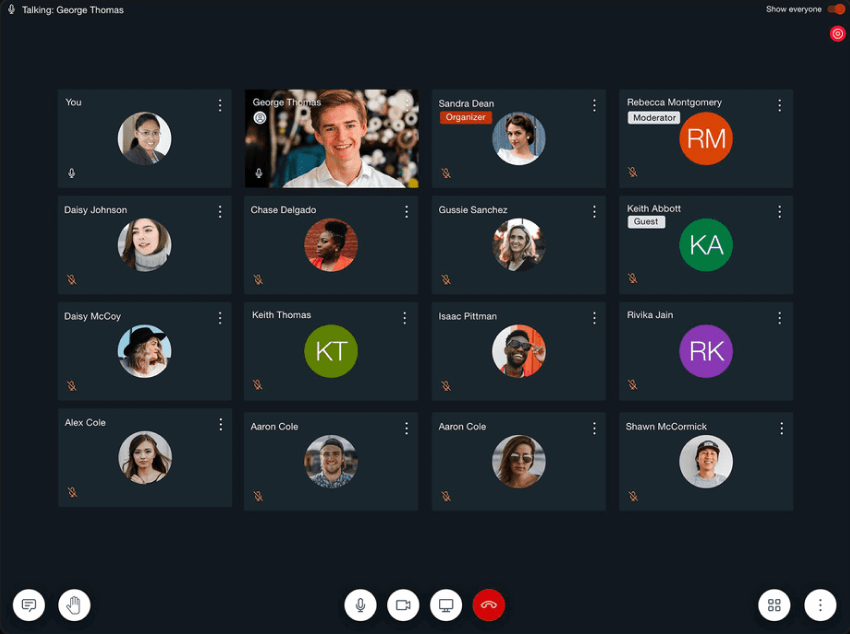 Talking: George Thomas
Show everyone
You
George Thomas
Sandra Dean
Organizer
Rebecca Montgomery
Moderator
RM
Daisy Johnson
Chase Delgado
Gussie Sanchez
Keith Abbott
Guest
KA
Daisy McCoy
Keith Thomas
KT
Isaac Pittman
Rivika Jain
RK
Alex Cole
Aaron Cole
Aaron Cole
Shawn McCormick